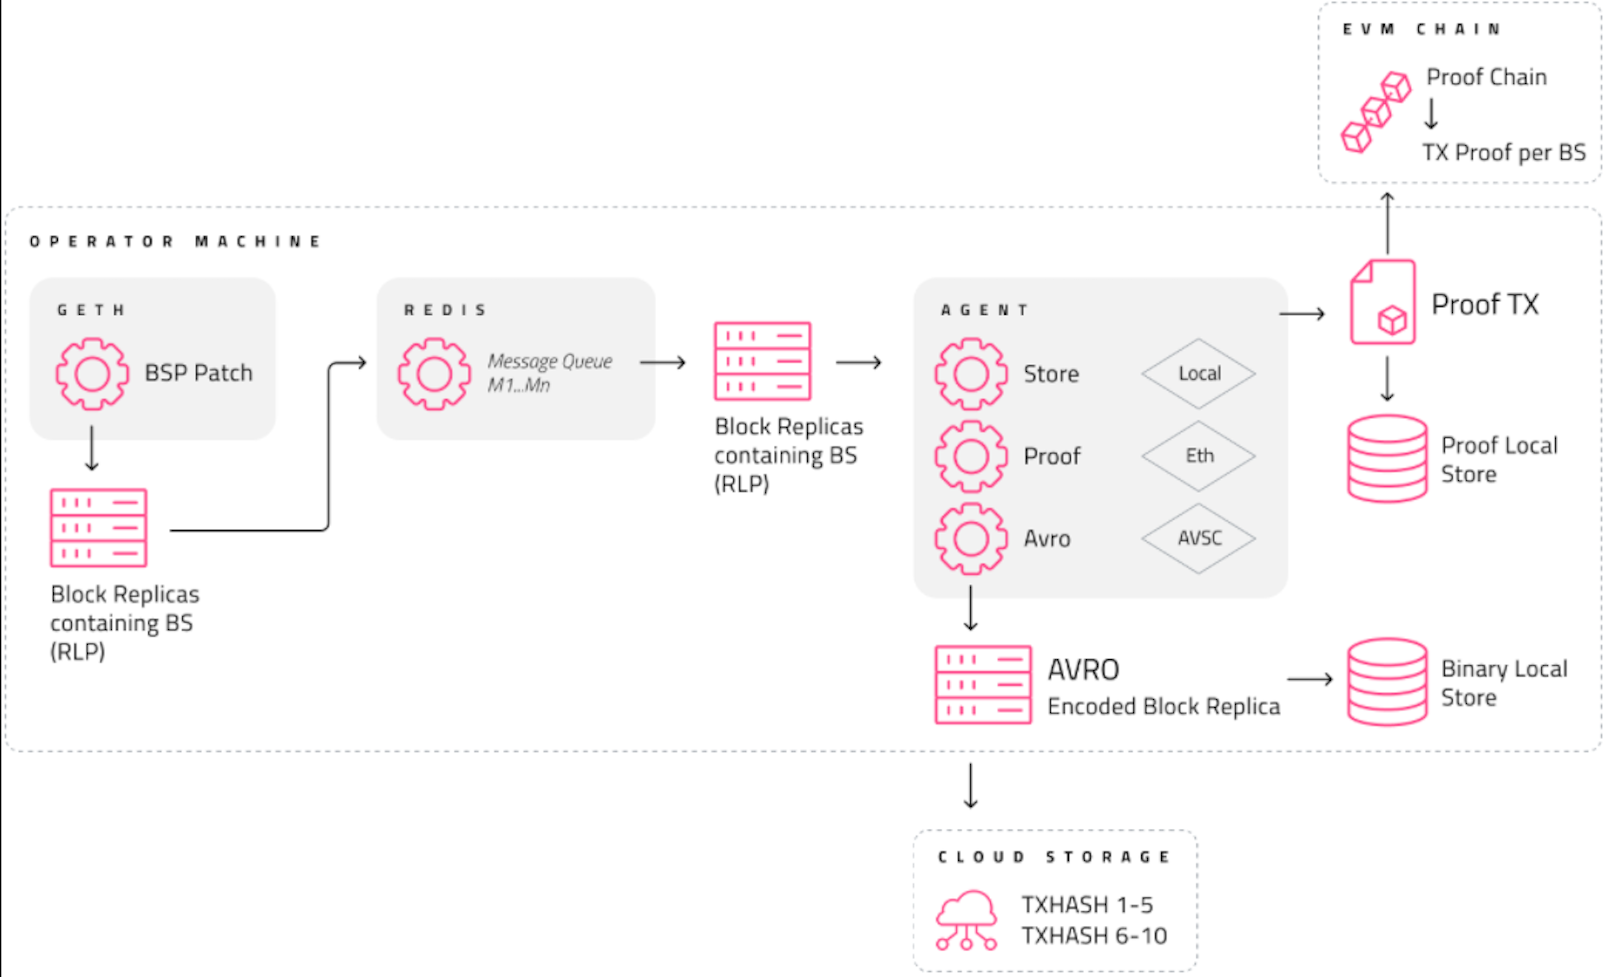 EVM CHAIN
Proof Chain
TX Proof per BS
OPERATOR MACHINE
GETH
BSP Patch
Block Replicas
containing BS
(RLP)
REDIS
Message Queue
M1...Mn
Block Replicas
containing BS
(RLP)
AGENT
Store
Local
Proof
Eth
Avro
AVSC
Proof TX
Proof Local
Store
AVRO
Encoded Block Replica
Binary Local
Store
CLOUD STORAGE
TXHASH 1-5
TXHASH 6-10